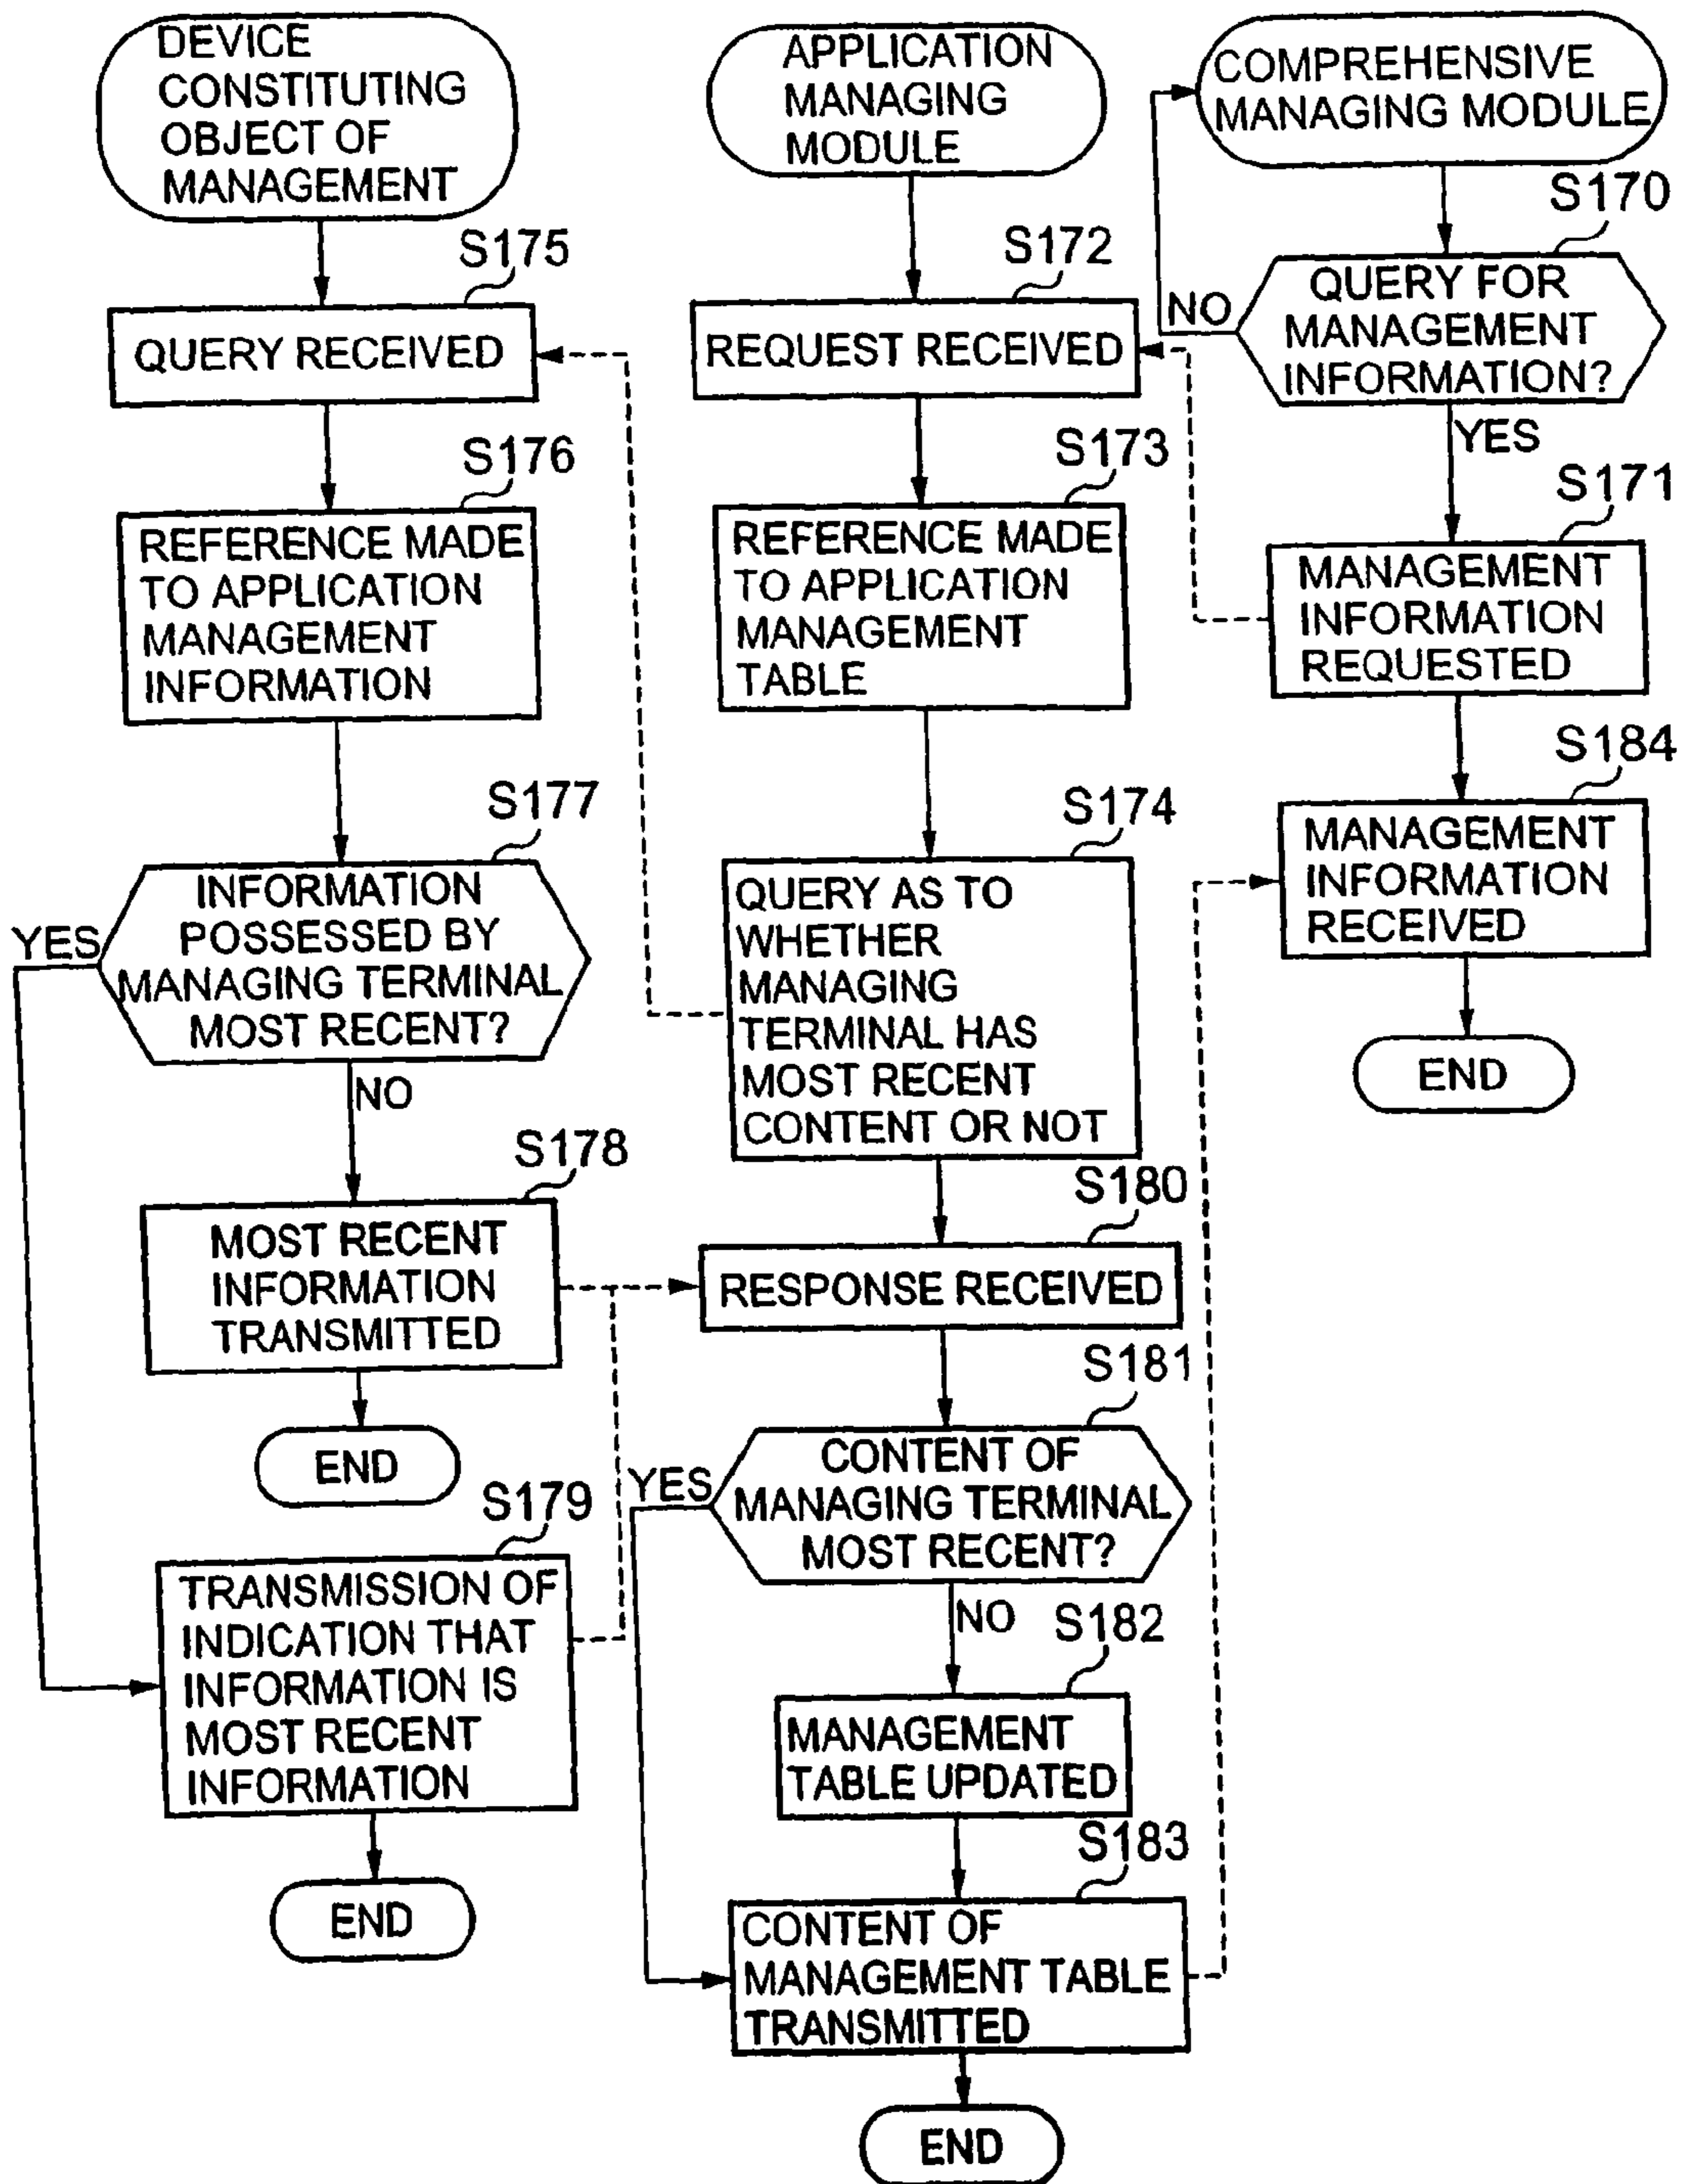 DEVICE
CONSTITUTING
OBJECT OF
MANAGEMENT
S175
QUERY RECEIVED
S176
REFERENCE MADE
TO APPLICATION
MANAGEMENT
INFORMATION
S177
INFORMATION
POSSESSED BY
MANAGING TERMINAL
MOST RECENT?
YES
NO
S178
MOST RECENT
INFORMATION
TRANSMITTED
END
S179
TRANSMISSION OF
INDICATION THAT
INFORMATION IS
MOST RECENT
INFORMATION
END
APPLICATION
MANAGING
MODULE
S172
REQUEST RECEIVED
S173
REFERENCE MADE
TO APPLICATION
MANAGEMENT
TABLE
S174
QUERY AS TO
WHETHER
MANAGING
TERMINAL HAS
MOST RECENT
CONTENT OR NOT
S180
RESPONSE RECEIVED
S181
CONTENT OF
MANAGING TERMINAL
MOST RECENT?
YES
NO
S182
MANAGEMENT
TABLE UPDATED
S183
CONTENT OF
MANAGEMENT TABLE
TRANSMITTED
END
COMPREHENSIVE
MANAGING MODULE
S170
QUERY FOR
MANAGEMENT
INFORMATION?
NO
YES
S171
MANAGEMENT
INFORMATION
REQUESTED
S184
MANAGEMENT
INFORMATION
RECEIVED
END